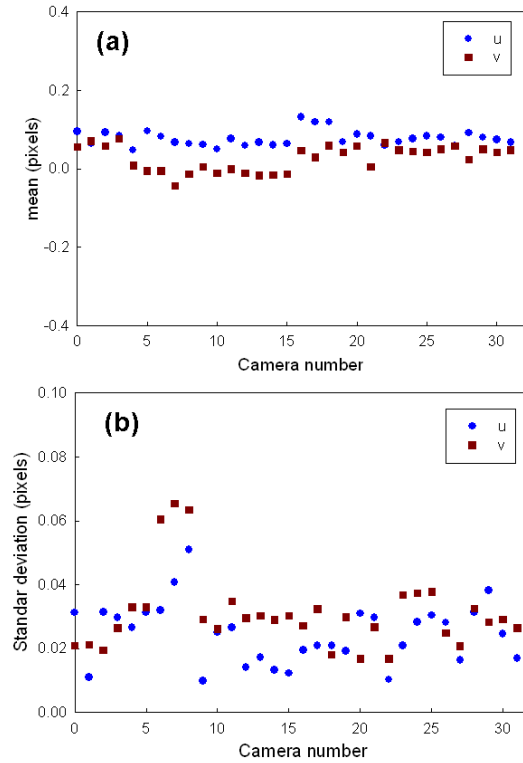 (a)
u
v
0.4
0.2
0.0
-0.2
-0.4
mean (pixels)
0 5 10 15 20 25 30
Camera number
(b)
u
v
0.10
0.08
0.06
0.04
0.02
0.00
Standar deviation (pixels)
0 5 10 15 20 25 30
Camera number